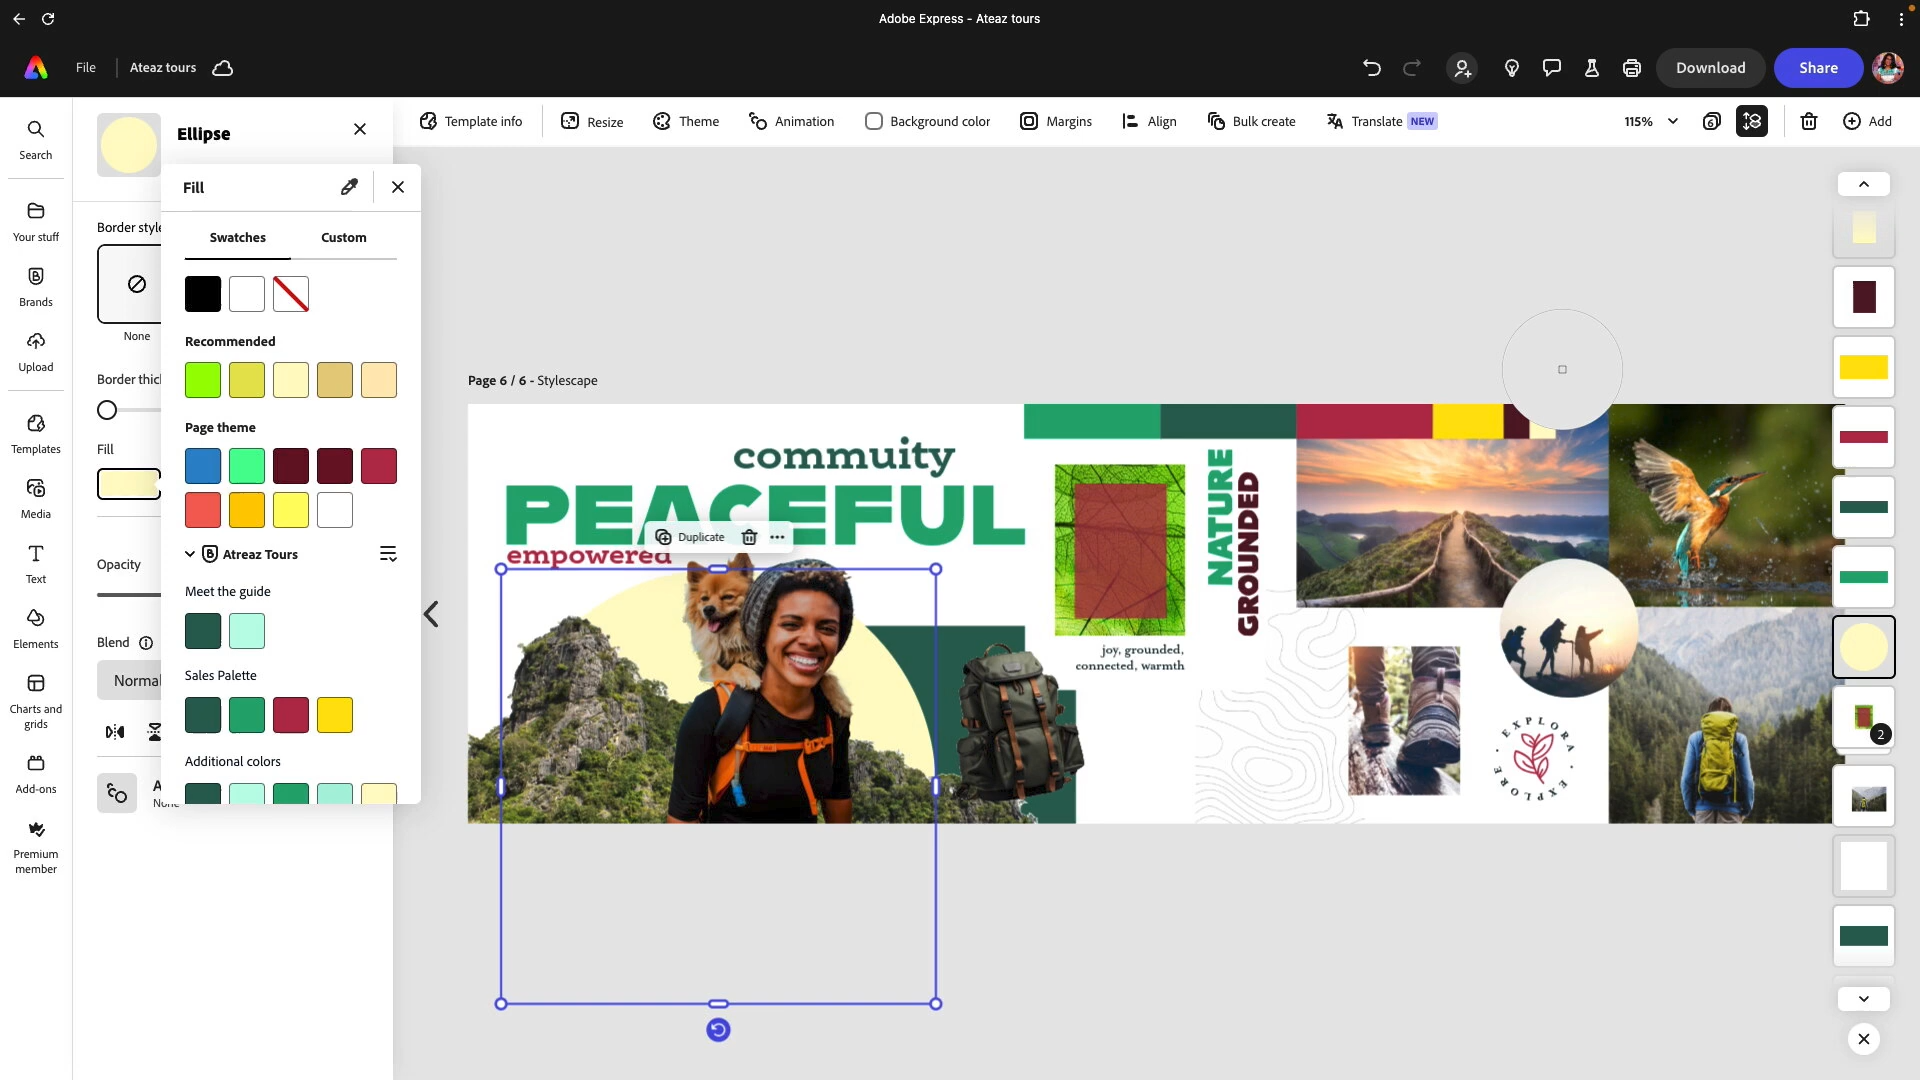 Adobe Express - Ateaz tours
File
Ateaz tours
Download
Share
Search
Your stuff
Brands
Upload
Templates
Media
Text
Elements
Charts and
grids
Add-ons
Premium
member
Ellipse
Border style
None
Border thic
Fill
Opacity
Blend
Normal
A
None
Fill
Swatches
Custom
Recommended
Page theme
B Atreaz Tours
Meet the guide
Sales Palette
Additional colors
Template info
Resize
Theme
Animation
Background color
Margins
Align
Bulk create
Translate NEW
115%
6
Add
Page 6 / 6 - Stylescape
commuity
PEACEFUL
empowered
Duplicate
NATURE
GROUNDED
joy, grounded,
connected, warmth
EXPLORA · EXPLORE ·
2